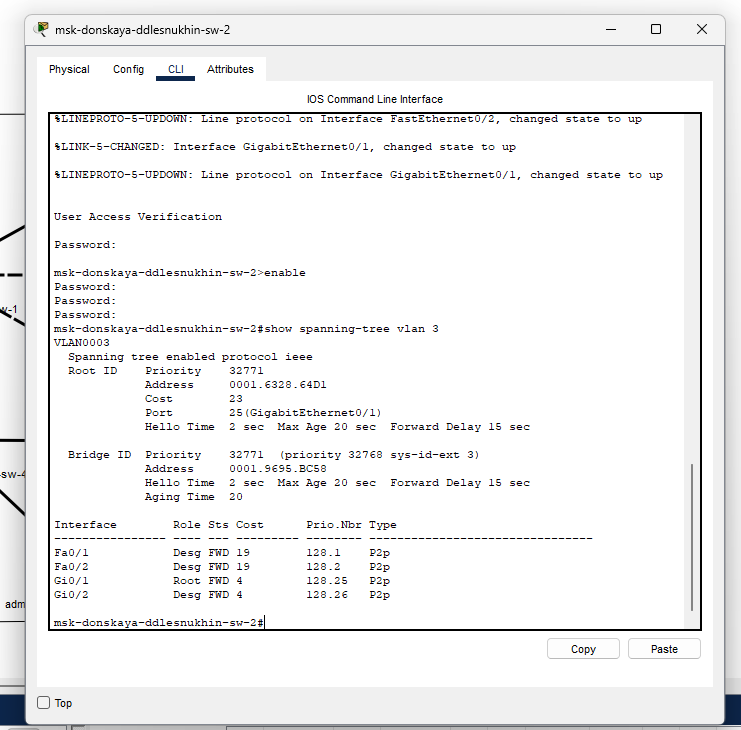 msk-donskaya-ddlesnukhin-sw-2
Physical Config CLI Attributes
IOS Command Line Interface
%LINEPROTO-5-UPDOWN: Line protocol on Interface FastEthernet0/2, changed state to up
%LINK-5-CHANGED: Interface GigabitEthernet0/1, changed state to up
%LINEPROTO-5-UPDOWN: Line protocol on Interface GigabitEthernet0/1, changed state to up
User Access Verification
Password:
msk-donskaya-ddlesnukhin-sw-2>enable
Password:
Password:
Password:
msk-donskaya-ddlesnukhin-sw-2#show spanning-tree vlan 3
VLAN0003
  Spanning tree enabled protocol ieee
  Root ID    Priority    32771
             Address     0001.6328.64D1
             Cost        23
             Port        25(GigabitEthernet0/1)
             Hello Time  2 sec  Max Age 20 sec  Forward Delay 15 sec
  Bridge ID  Priority    32771  (priority 32768 sys-id-ext 3)
             Address     0001.9695.BC58
             Hello Time  2 sec  Max Age 20 sec  Forward Delay 15 sec
             Aging Time  20
Interface        Role Sts Cost      Prio.Nbr Type
---------------- ---- --- --------- -------- --------------------------------
Fa0/1            Desg FWD 19        128.1    P2p
Fa0/2            Desg FWD 19        128.2    P2p
Gi0/1            Root FWD 4         128.25   P2p
Gi0/2            Desg FWD 4         128.26   P2p
msk-donskaya-ddlesnukhin-sw-2#
Copy Paste
Top
w-1
-sw-4
adm